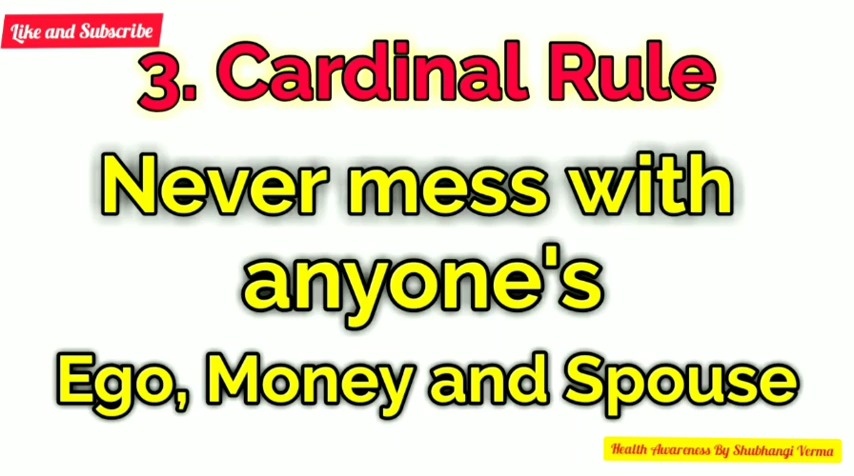 Like and Subscribe
3. Cardinal Rule
Never mess with
anyone's
Ego, Money and Spouse
Health Awareness By Shubhangi Verma